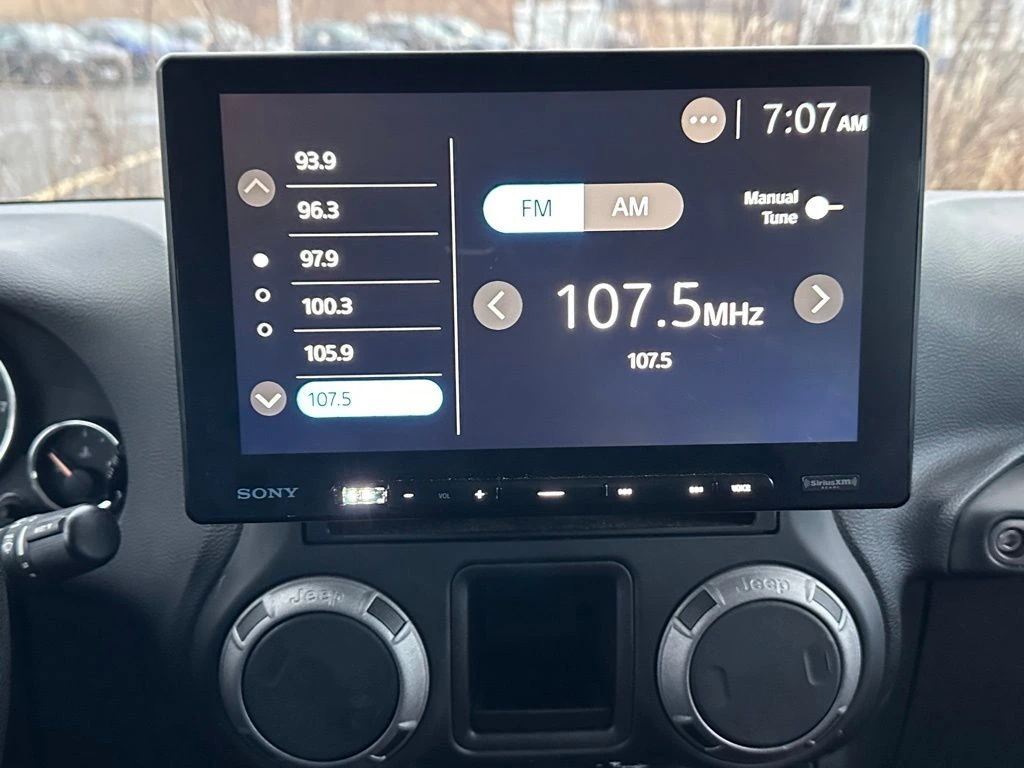 7:07AM
93.9
96.3
97.9
100.3
105.9
107.5
FM
AM
Manual
Tune
107.5MHz
107.5
SONY
VOL
VOICE
SiriusXM
Jeep
Jeep